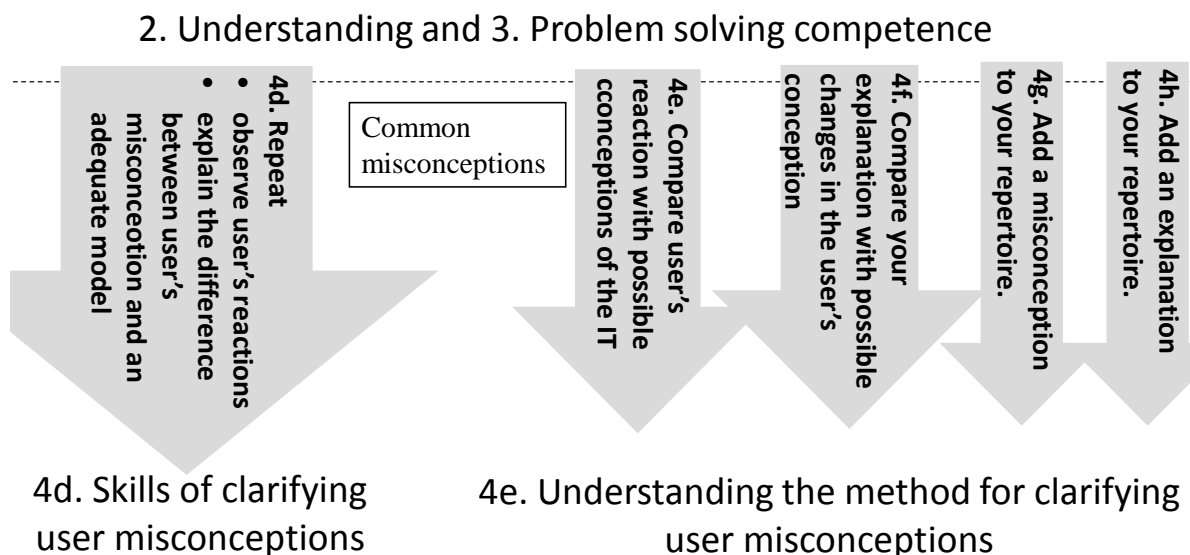 2. Understanding and 3. Problem solving competence
4d. Repeat
• observe user's reactions
• explain the difference
between user's
misconceotion and an
adequate model
Common
misconceptions
4e. Compare user's
reaction with possible
cconceptions of the IT
4f. Compare your
explanation with possible
changes in the user's
conception
4g. Add a misconception
to your repertoire.
4h. Add an explanation
to your repertoire.
4d. Skills of clarifying
user misconceptions
4e. Understanding the method for clarifying
user misconceptions